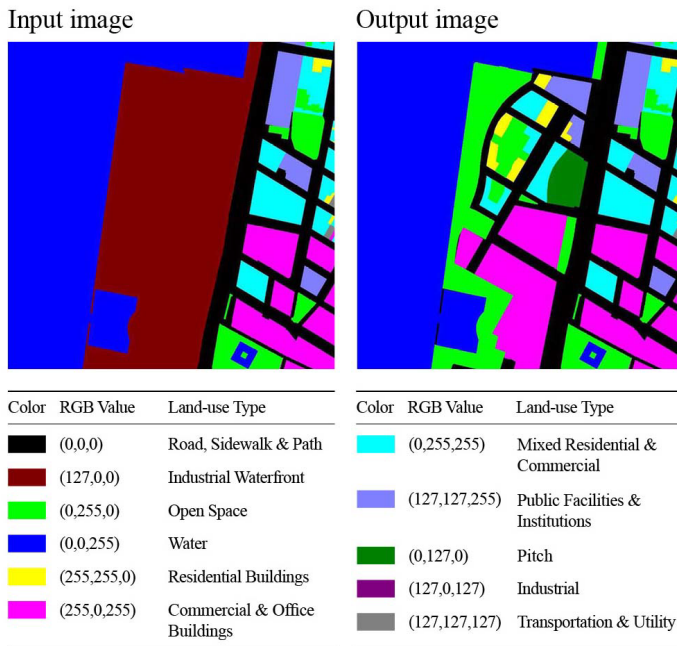 Input image
Output image
Color RGB Value Land-use Type
(0,0,0) Road, Sidewalk & Path
(127,0,0) Industrial Waterfront
(0,255,0) Open Space
(0,0,255) Water
(255,255,0) Residential Buildings
(255,0,255) Commercial & Office
Buildings
Color RGB Value Land-use Type
(0,255,255) Mixed Residential &
Commercial
(127,127,255) Public Facilities &
Institutions
(0,127,0) Pitch
(127,0,127) Industrial
(127,127,127) Transportation & Utility